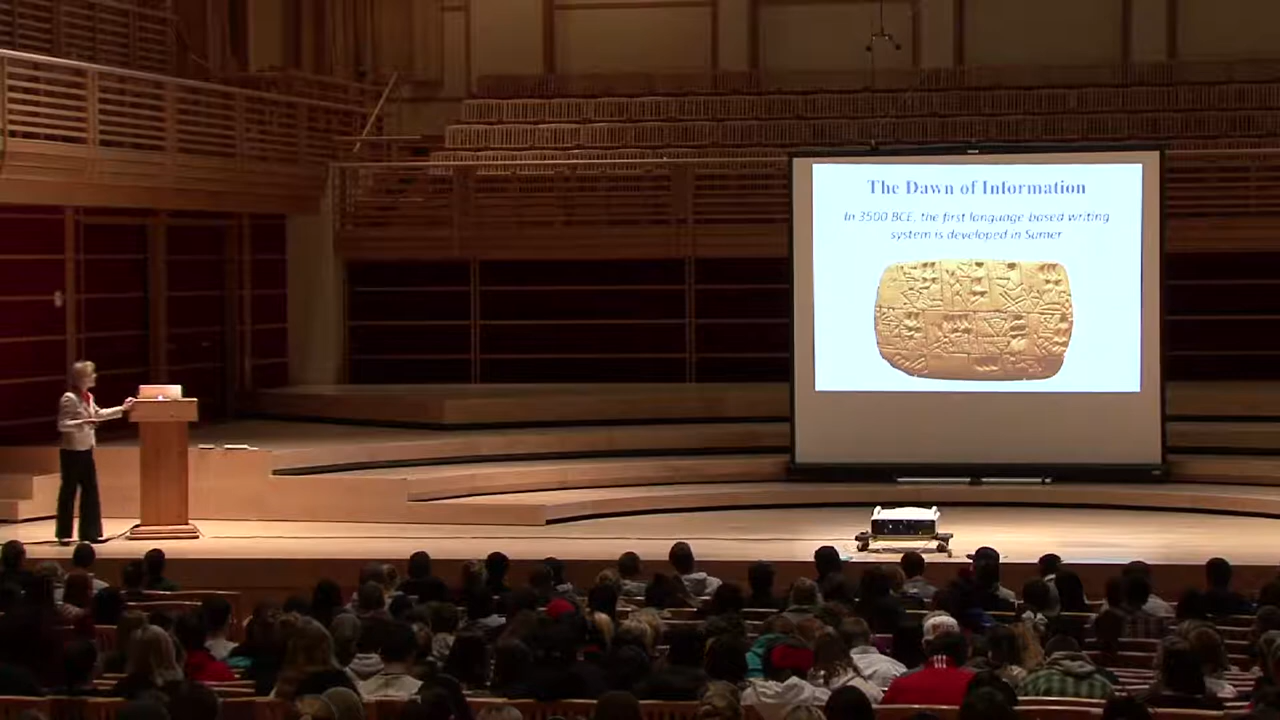 The Dawn of Information
In 3500 BCE, the first language based writing
system is developed in Sumer